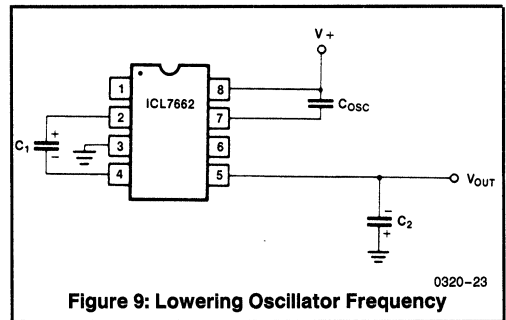 V+
ICL7662
1
2
3
4
8
7
6
5
COSC
C1
+
−
VOUT
−
C2
+
0320–23
Figure 9: Lowering Oscillator Frequency